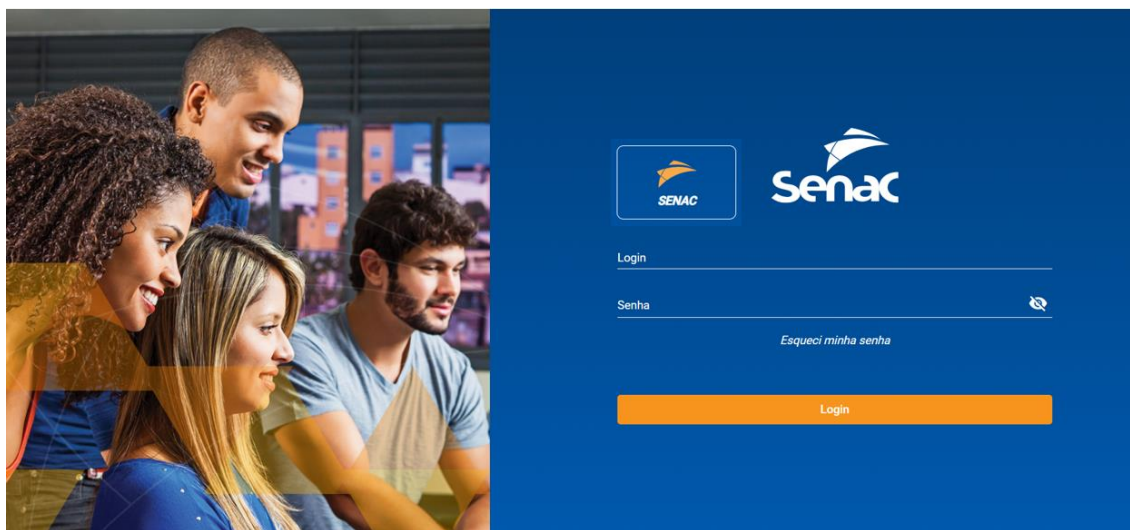 SENAC
Senac
Login
Senha
Esqueci minha senha
Login